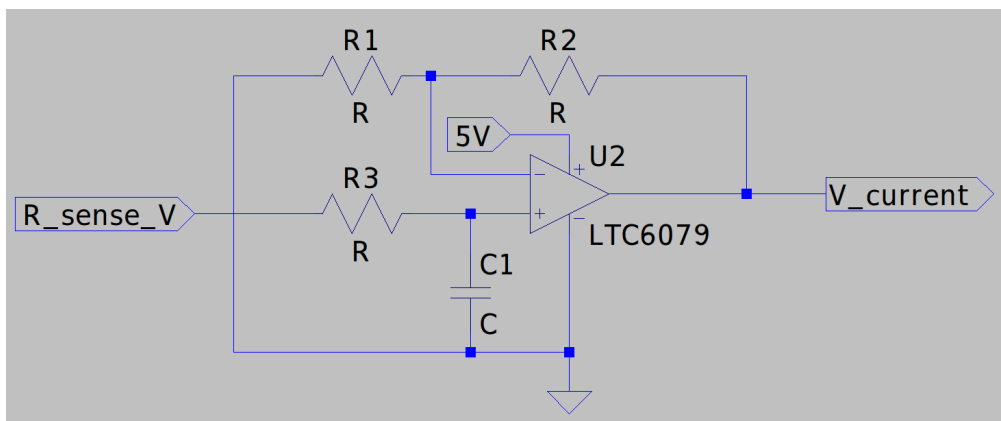 R1
R2
R
R
5V
U2
+
−
R3
R_sense_V
V_current
+
−
LTC6079
R
C1
C